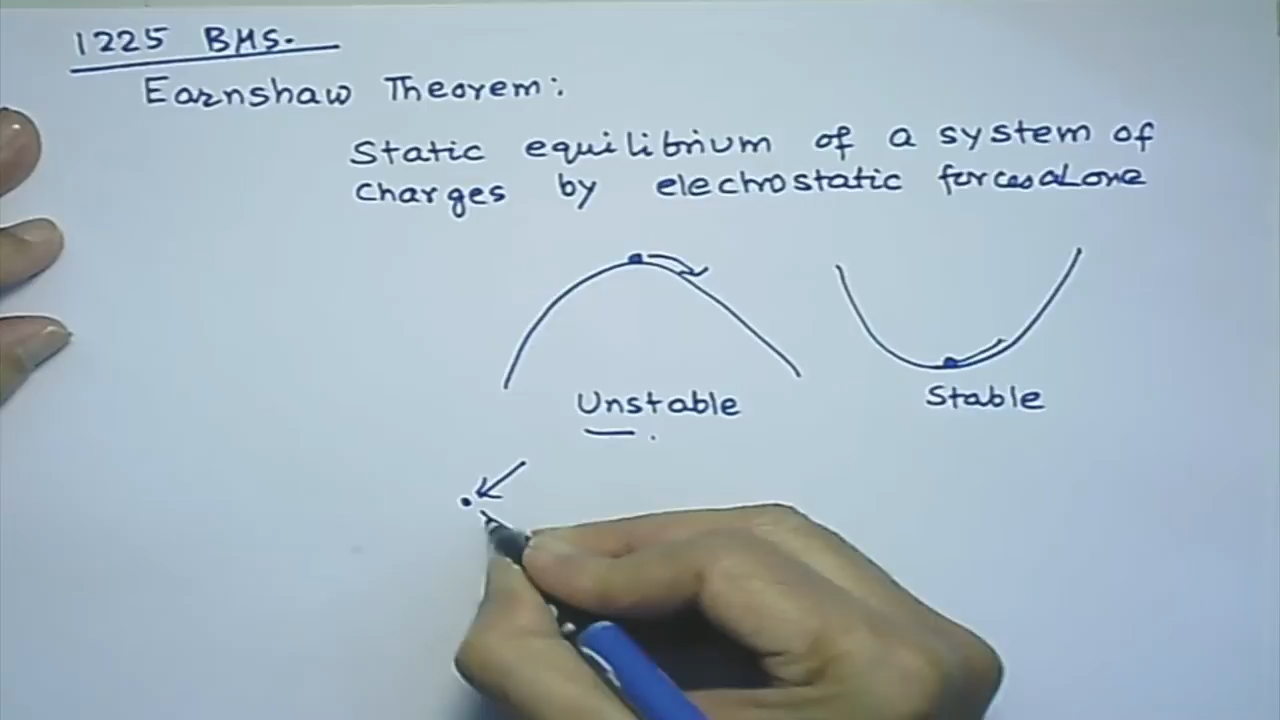 1225 BMS.
Earnshaw Theorem:
Static equilibrium of a system of
charges by electrostatic forces alone
Unstable
Stable